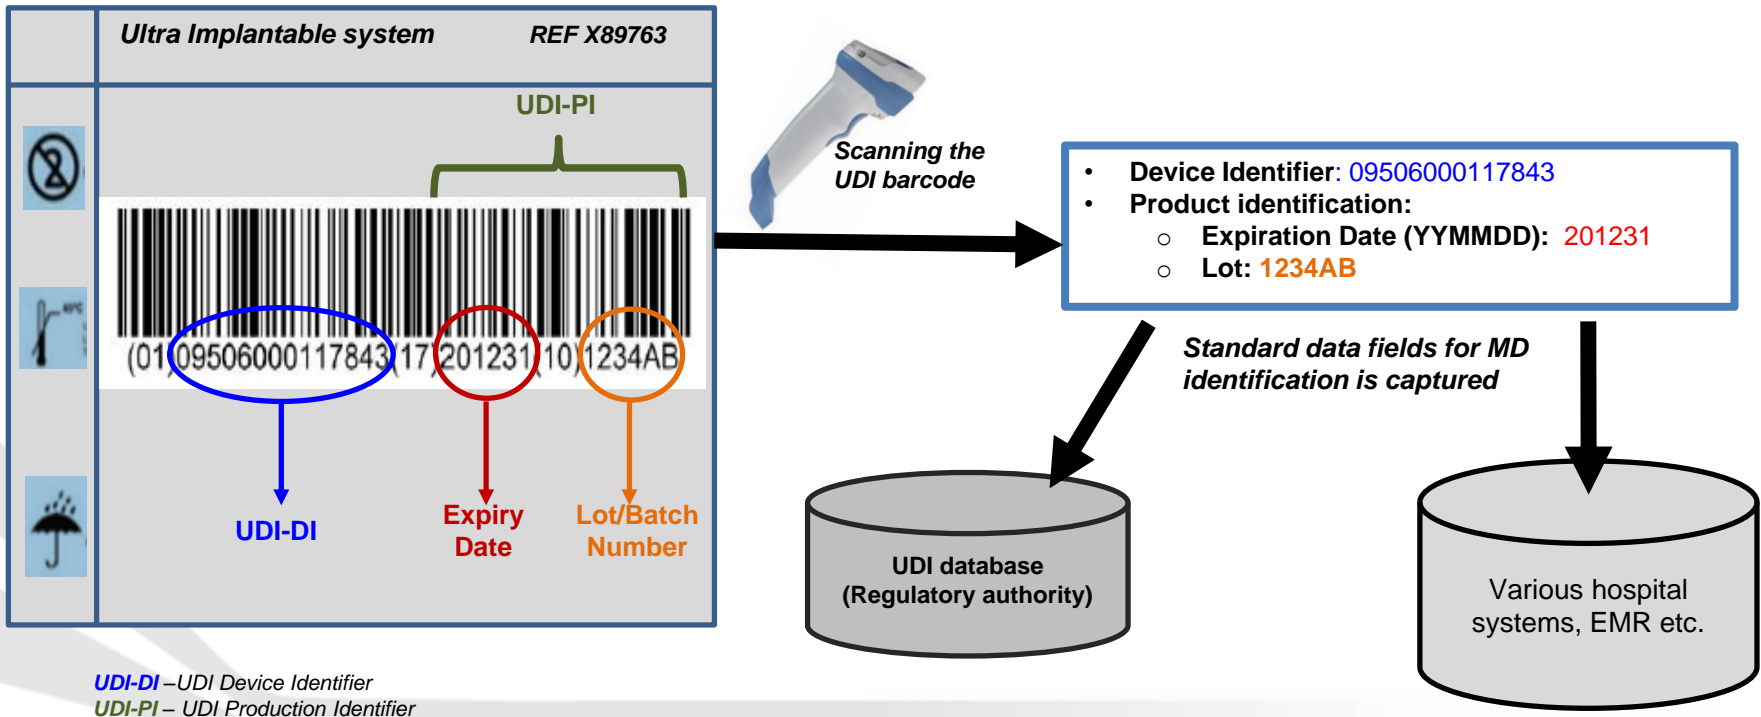 Ultra Implantable system REF X89763
UDI-PI
(01)09506000117843(17)201231(10)1234AB
UDI-DI
Expiry
Date
Lot/Batch
Number
Scanning the
UDI barcode
• Device Identifier: 09506000117843
• Product identification:
o Expiration Date (YYMMDD): 201231
o Lot: 1234AB
Standard data fields for MD
identification is captured
UDI database
(Regulatory authority)
Various hospital
systems, EMR etc.
UDI-DI –UDI Device Identifier
UDI-PI – UDI Production Identifier
2